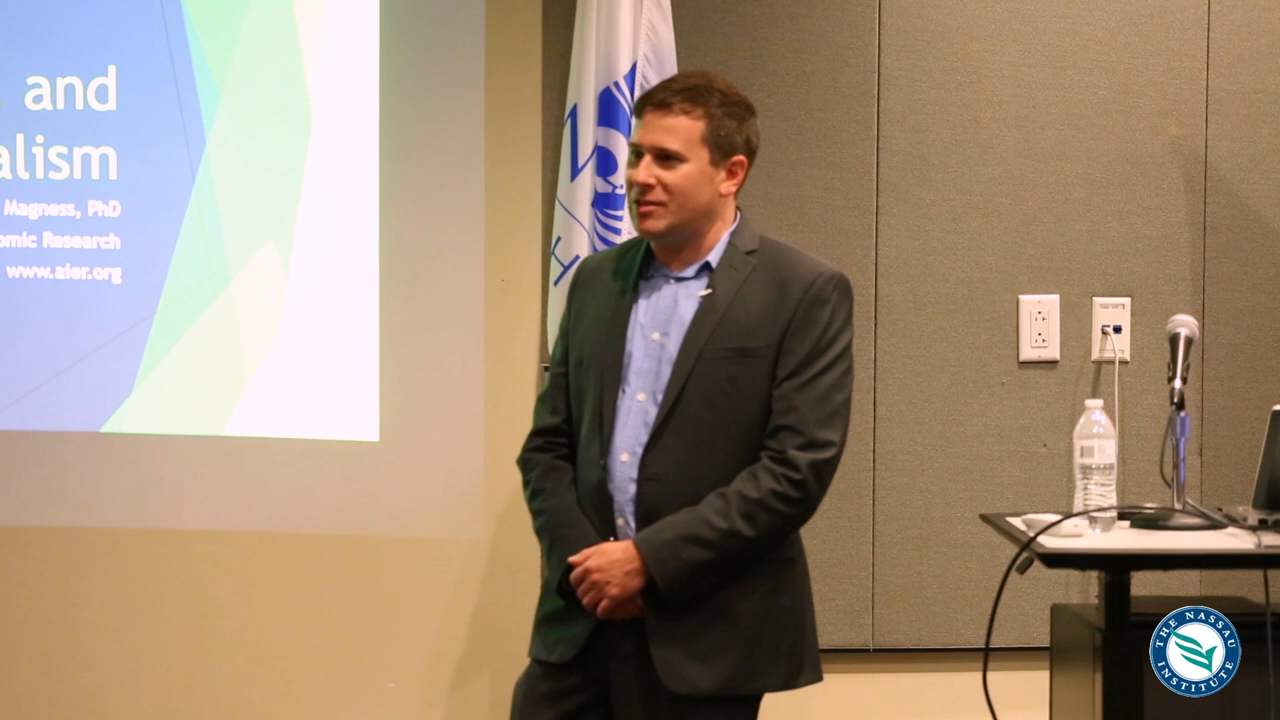 and
alism
Magness, PhD
omic Research
www.aier.org
Z
H
THE NASSAU
INSTITUTE